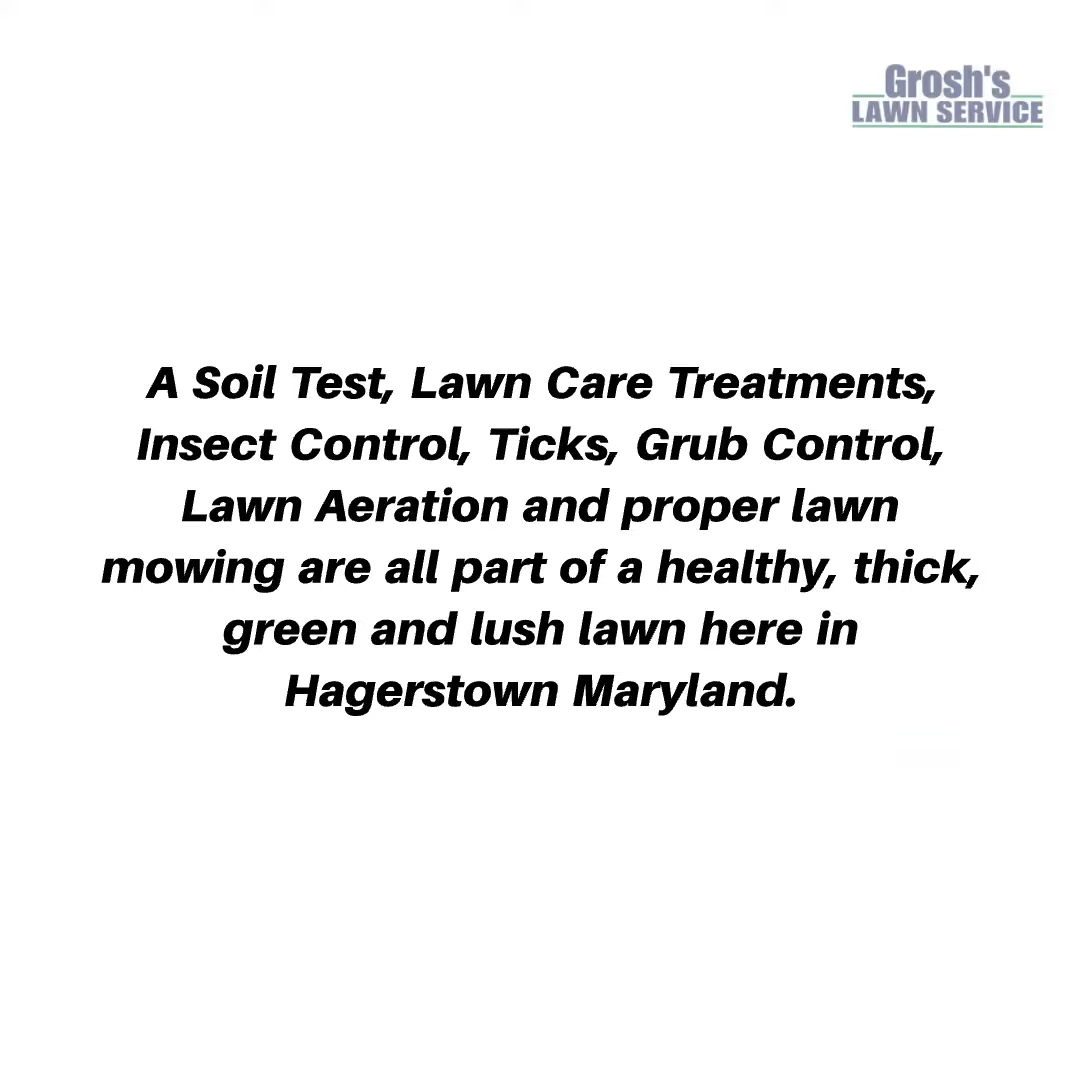 Grosh's
LAWN SERVICE
A Soil Test, Lawn Care Treatments,
Insect Control, Ticks, Grub Control,
Lawn Aeration and proper lawn
mowing are all part of a healthy, thick,
green and lush lawn here in
Hagerstown Maryland.